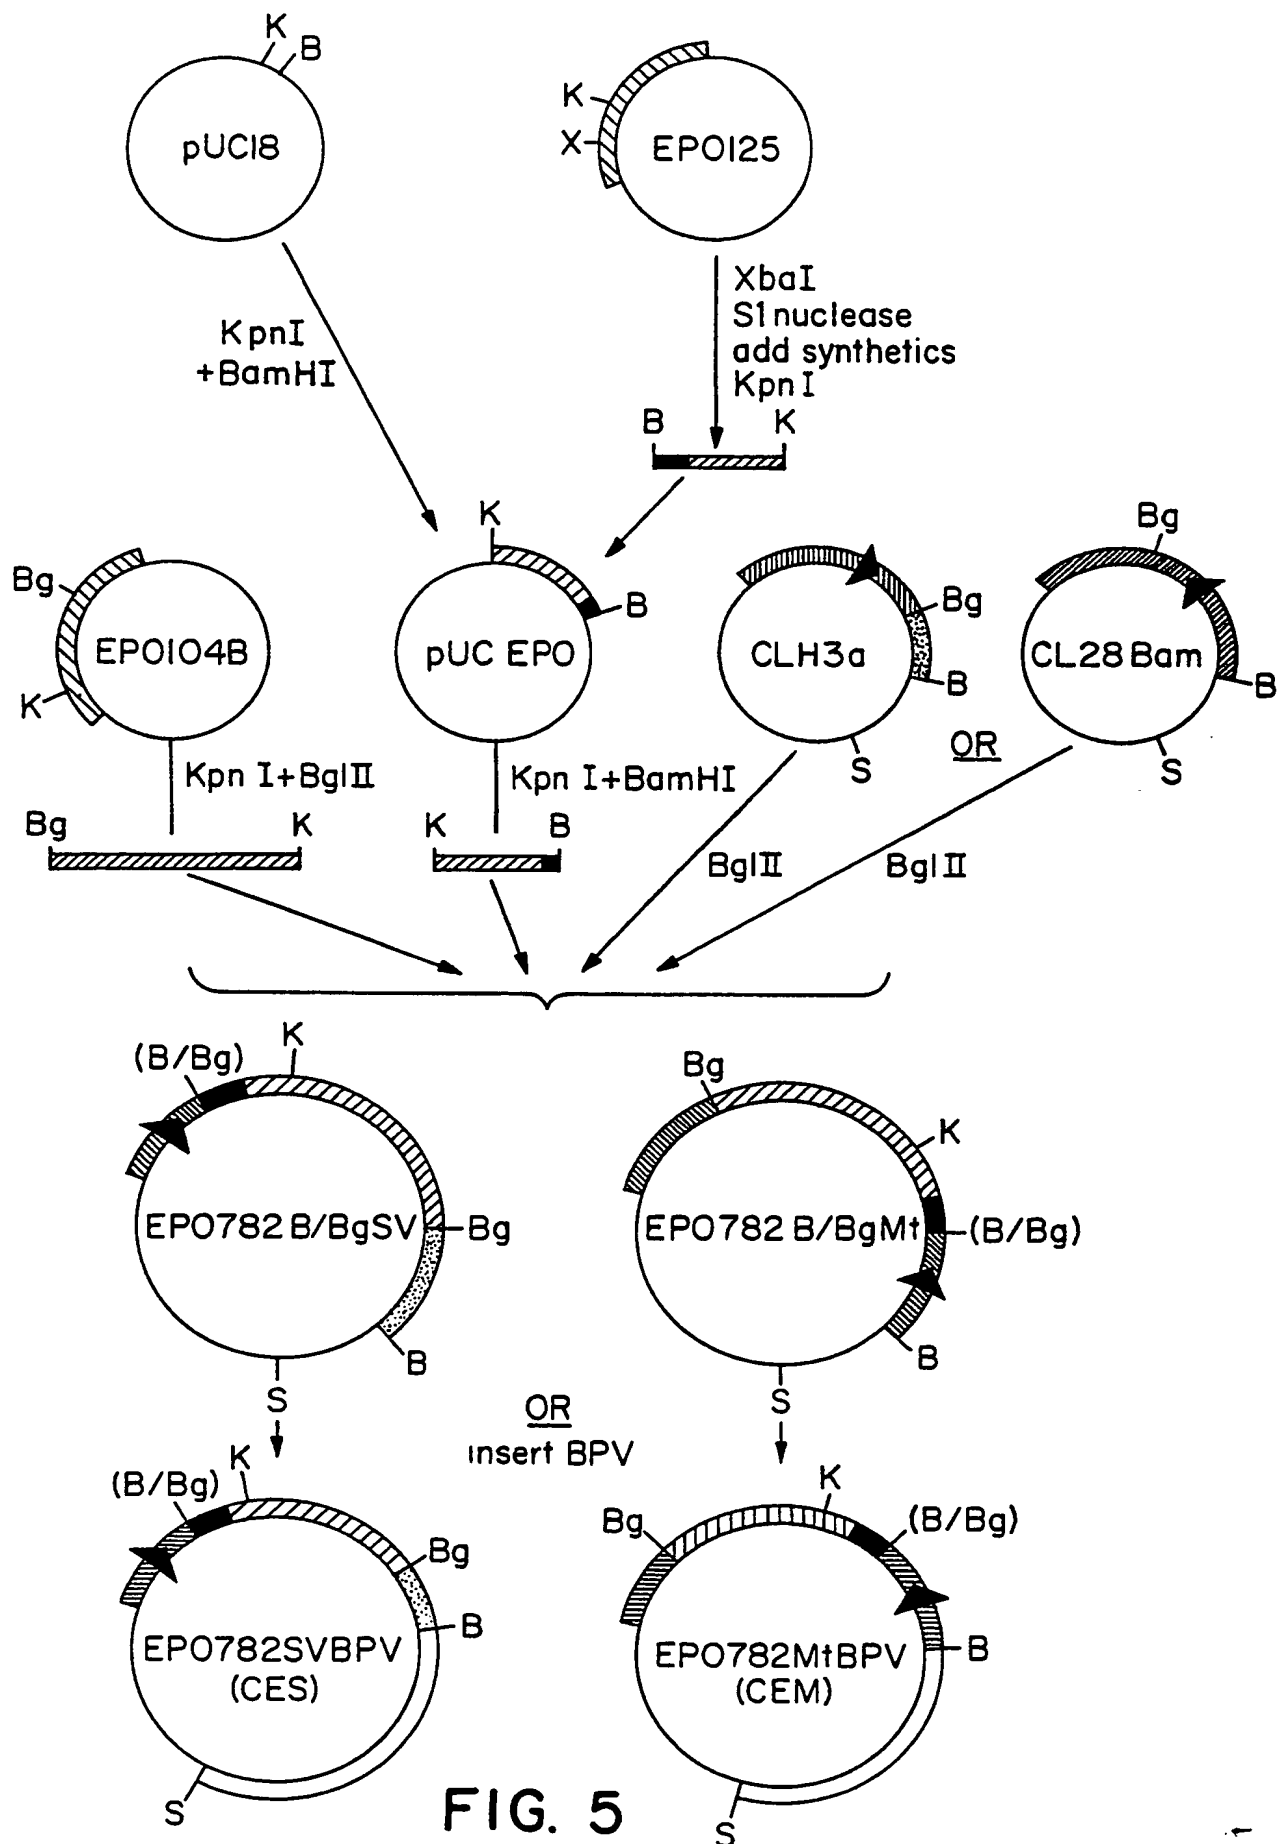 K
B
pUC18
K
X
EPO125
KpnI
+BamHI
XbaI
S1 nuclease
add synthetics
KpnI
B K
Bg
K
EPO104B
K
B
pUC EPO
Bg
B
S
CLH3a
OR
Bg
B
S
CL28 Bam
Kpn I+BglII
Kpn I+BamHI
Bg K
K B
BglII
BglII
(B/Bg)
K
Bg
B
S
EPO782 B/BgSV
Bg
K
(B/Bg)
B
S
EPO782 B/BgMt
OR
insert BPV
(B/Bg)
K
Bg
B
S
EPO782SVBPV
(CES)
Bg
K
(B/Bg)
B
S
EPO782MtBPV
(CEM)
FIG. 5